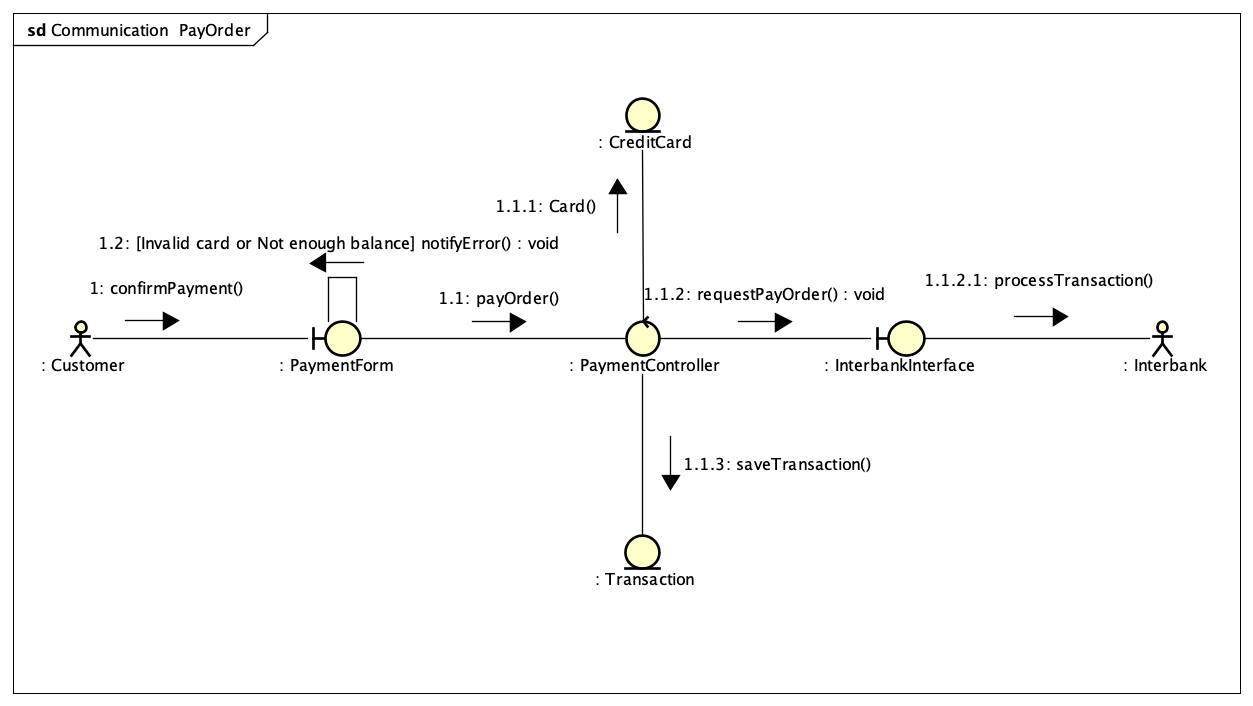 sd Communication PayOrder
: CreditCard
1.1.1: Card()
1.2: [Invalid card or Not enough balance] notifyError() : void
1: confirmPayment()
1.1: payOrder()
1.1.2: requestPayOrder() : void
1.1.2.1: processTransaction()
: Customer
: PaymentForm
: PaymentController
: InterbankInterface
: Interbank
1.1.3: saveTransaction()
: Transaction